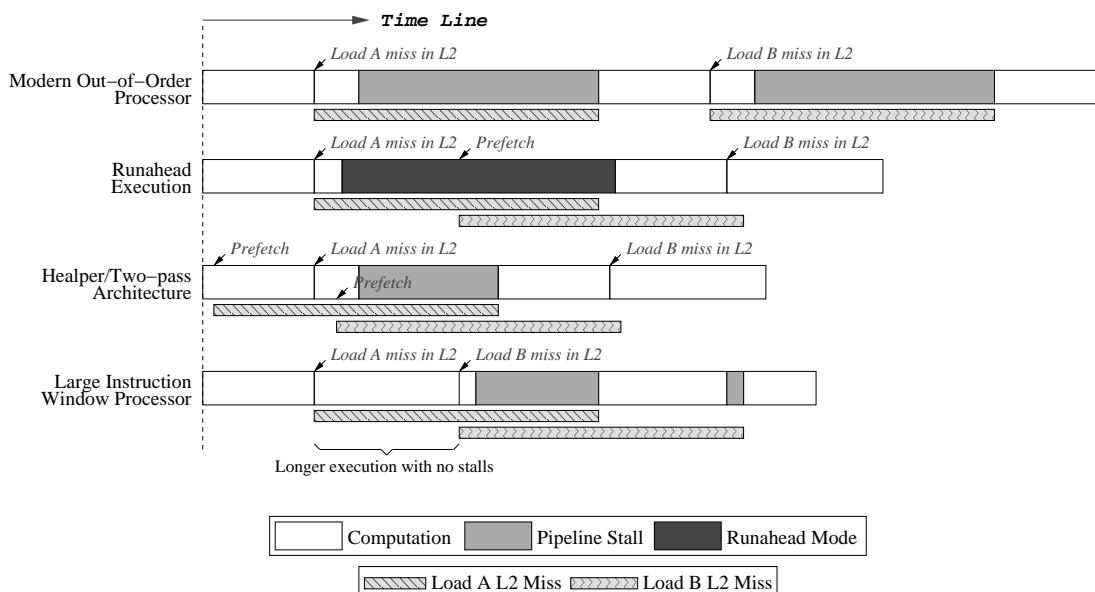 Time Line
Load A miss in L2
Load B miss in L2
Modern Out−of−Order
Processor
Load A miss in L2
Prefetch
Load B miss in L2
Runahead
Execution
Prefetch
Load A miss in L2
Load B miss in L2
Healper/Two−pass
Architecture
Prefetch
Load A miss in L2
Load B miss in L2
Large Instruction
Window Processor
Longer execution with no stalls
Computation
Pipeline Stall
Runahead Mode
Load A L2 Miss
Load B L2 Miss